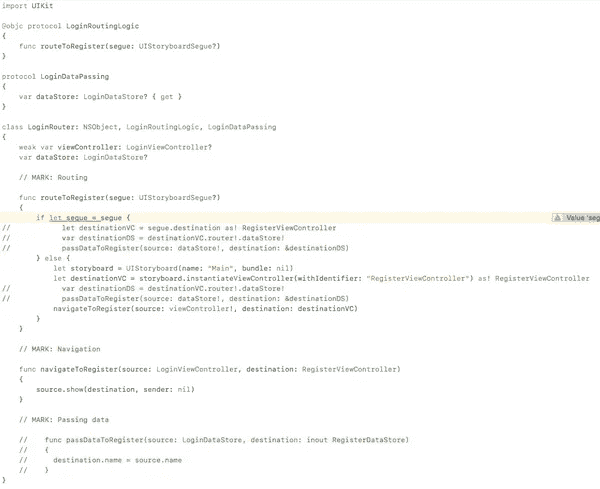 import UIKit
@objc protocol LoginRoutingLogic
{
    func routeToRegister(segue: UIStoryboardSegue?)
}
protocol LoginDataPassing
{
    var dataStore: LoginDataStore? { get }
}
class LoginRouter: NSObject, LoginRoutingLogic, LoginDataPassing
{
    weak var viewController: LoginViewController?
    var dataStore: LoginDataStore?
    // MARK: Routing
    func routeToRegister(segue: UIStoryboardSegue?)
    {
        if let segue = segue { Value 'seg
//            let destinationVC = segue.destination as! RegisterViewController
//            var destinationDS = destinationVC.router!.dataStore!
//            passDataToRegister(source: dataStore!, destination: &destinationDS)
        } else {
            let storyboard = UIStoryboard(name: "Main", bundle: nil)
            let destinationVC = storyboard.instantiateViewController(withIdentifier: "RegisterViewController") as! RegisterViewController
//            var destinationDS = destinationVC.router!.dataStore!
//            passDataToRegister(source: dataStore!, destination: &destinationDS)
            navigateToRegister(source: viewController!, destination: destinationVC)
        }
    }
    // MARK: Navigation
    func navigateToRegister(source: LoginViewController, destination: RegisterViewController)
    {
        source.show(destination, sender: nil)
    }
    // MARK: Passing data
    //    func passDataToRegister(source: LoginDataStore, destination: inout RegisterDataStore)
    //    {
    //      destination.name = source.name
    //    }
}